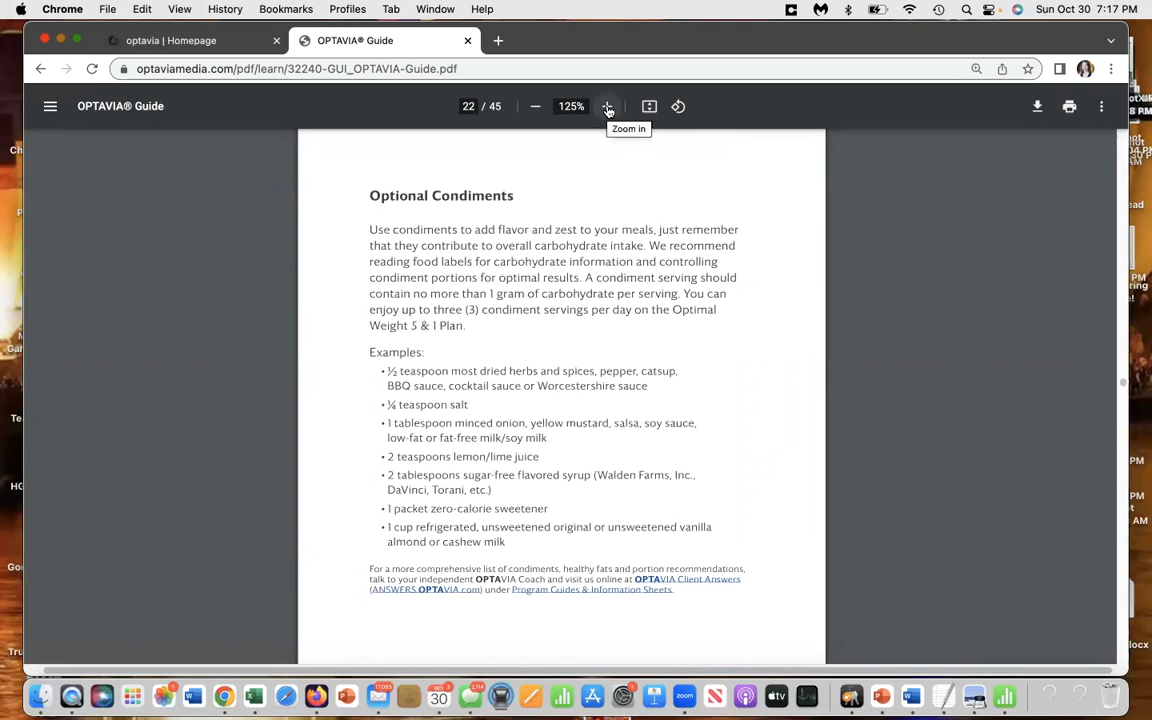 Chrome File Edit View History Bookmarks Profiles Tab Window Help Sun Oct 30 7:17 PM
optavia | Homepage OPTAVIA® Guide
optaviamedia.com/pdf/learn/32240-GUI_OPTAVIA-Guide.pdf
OPTAVIA® Guide 22 / 45 125%
Zoom in
Optional Condiments
Use condiments to add flavor and zest to your meals, just remember
that they contribute to overall carbohydrate intake. We recommend
reading food labels for carbohydrate information and controlling
condiment portions for optimal results. A condiment serving should
contain no more than 1 gram of carbohydrate per serving. You can
enjoy up to three (3) condiment servings per day on the Optimal
Weight 5 & 1 Plan.
Examples:
• ½ teaspoon most dried herbs and spices, pepper, catsup,
BBQ sauce, cocktail sauce or Worcestershire sauce
• ¼ teaspoon salt
• 1 tablespoon minced onion, yellow mustard, salsa, soy sauce,
low-fat or fat-free milk/soy milk
• 2 teaspoons lemon/lime juice
• 2 tablespoons sugar-free flavored syrup (Walden Farms, Inc.,
DaVinci, Torani, etc.)
• 1 packet zero-calorie sweetener
• 1 cup refrigerated, unsweetened original or unsweetened vanilla
almond or cashew milk
For a more comprehensive list of condiments, healthy fats and portion recommendations,
talk to your independent OPTAVIA Coach and visit us online at OPTAVIA Client Answers
(ANSWERS.OPTAVIA.com) under Program Guides & Information Sheets.